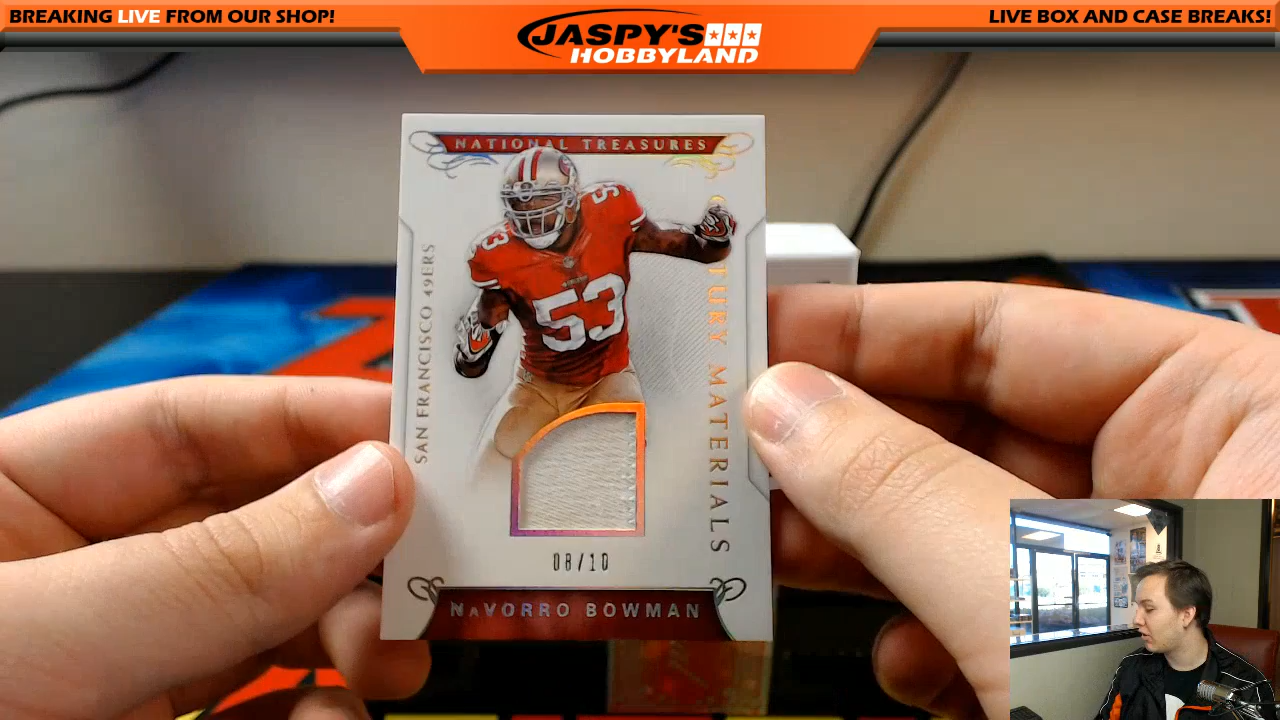 BREAKING LIVE FROM OUR SHOP!
JASPY'S
HOBBYLAND
LIVE BOX AND CASE BREAKS!
NATIONAL TREASURES
SAN FRANCISCO 49ERS
53
53
53
MATERIALS
08/10
NAVORRO BOWMAN